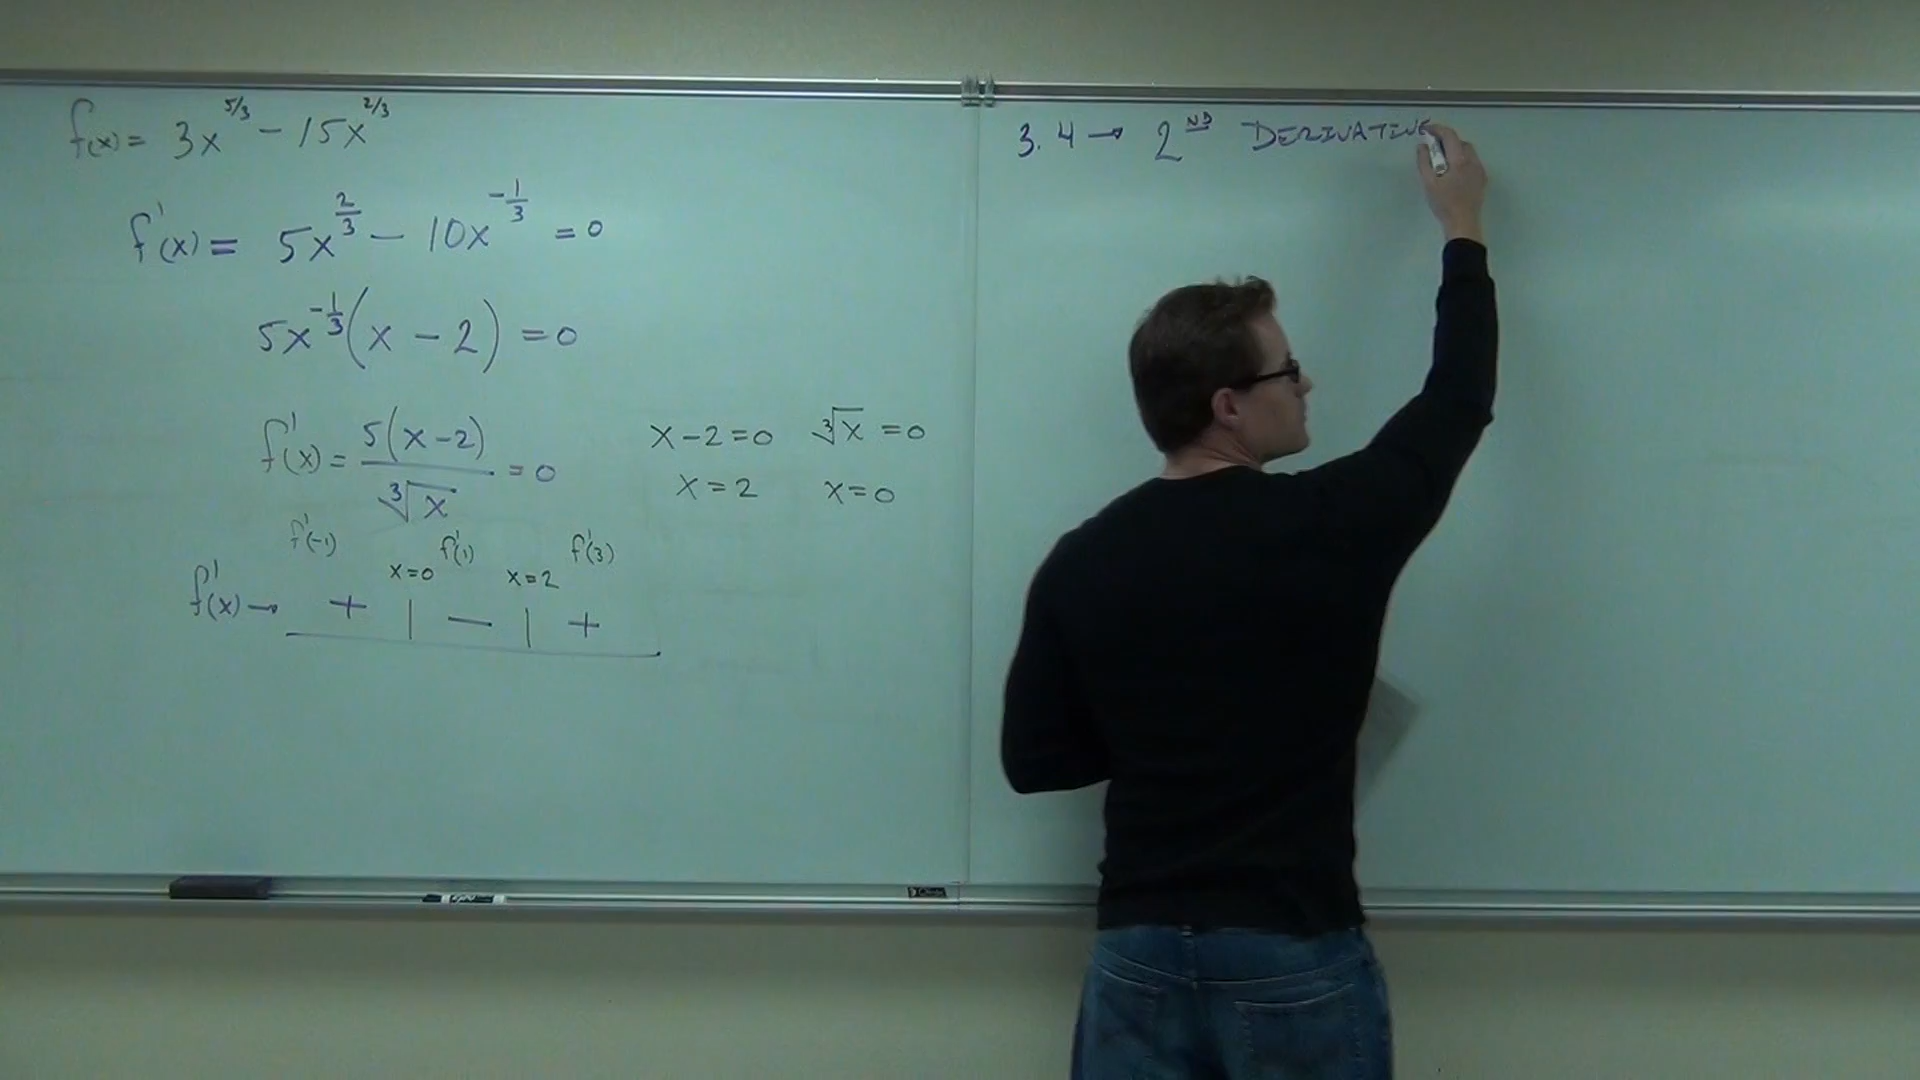 f(x) = 3x^5/3 - 15x^2/3
f'(x) = 5x^2/3 - 10x^-1/3 = 0
5x^-1/3 (x - 2) = 0
f'(x) = 5(x-2)/∛x = 0
x-2=0 ∛x = 0
x=2 x=0
f'(-1) x=0 f'(1) x=2 f'(3)
f'(x) → + | — | +
3.4 → 2ND DERIVATIVE